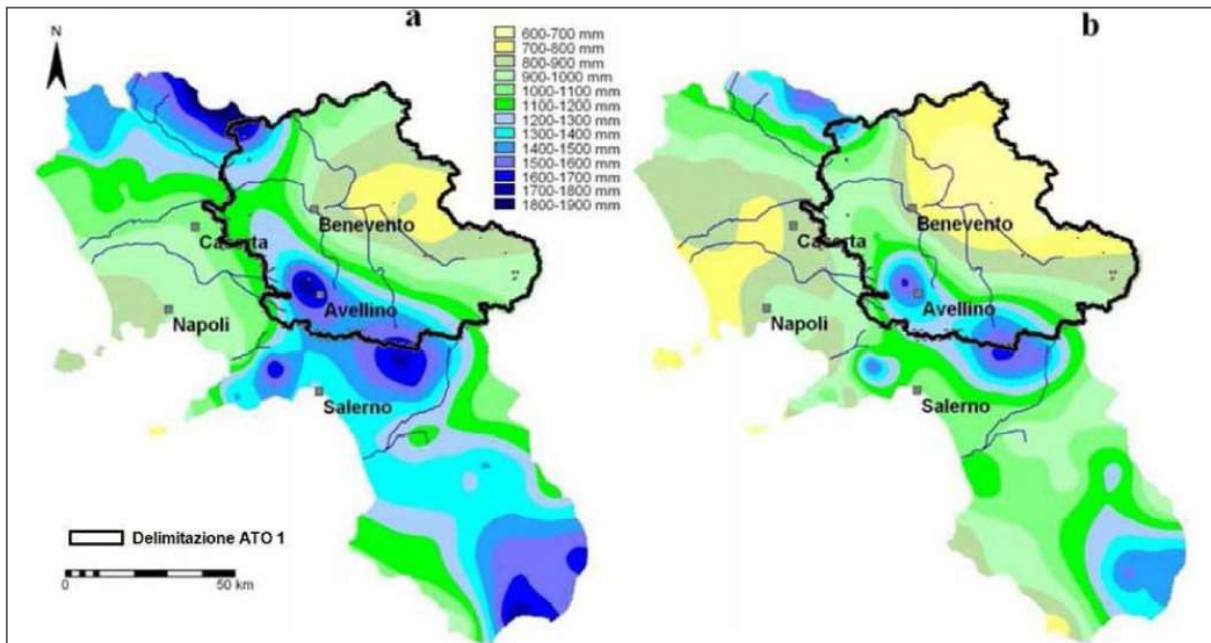 a
b
N
600-700 mm
700-800 mm
800-900 mm
900-1000 mm
1000-1100 mm
1100-1200 mm
1200-1300 mm
1300-1400 mm
1400-1500 mm
1500-1600 mm
1600-1700 mm
1700-1800 mm
1800-1900 mm
Benevento
Caserta
Avellino
Napoli
Salerno
Benevento
Caserta
Avellino
Napoli
Salerno
Delimitazione ATO 1
0
50 km